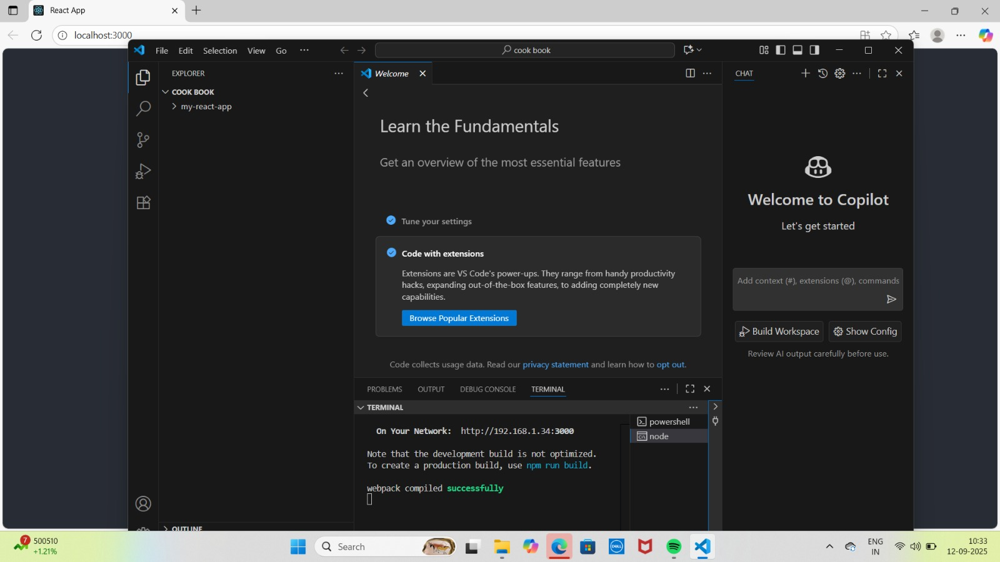 React App
localhost:3000
File Edit Selection View Go
cook book
EXPLORER
COOK BOOK
my-react-app
OUTLINE
Welcome
Learn the Fundamentals
Get an overview of the most essential features
Tune your settings
Code with extensions
Extensions are VS Code's power-ups. They range from handy productivity
hacks, expanding out-of-the-box features, to adding completely new
capabilities.
Browse Popular Extensions
Code collects usage data. Read our privacy statement and learn how to opt out.
PROBLEMS OUTPUT DEBUG CONSOLE TERMINAL
TERMINAL
On Your Network: http://192.168.1.34:3000
Note that the development build is not optimized.
To create a production build, use npm run build.
webpack compiled successfully
powershell
node
CHAT
Welcome to Copilot
Let's get started
Add context (#), extensions (@), commands
Build Workspace Show Config
Review AI output carefully before use.
7
500510
+1.21%
Search
DELL
ENG
IN
10:33
12-09-2025